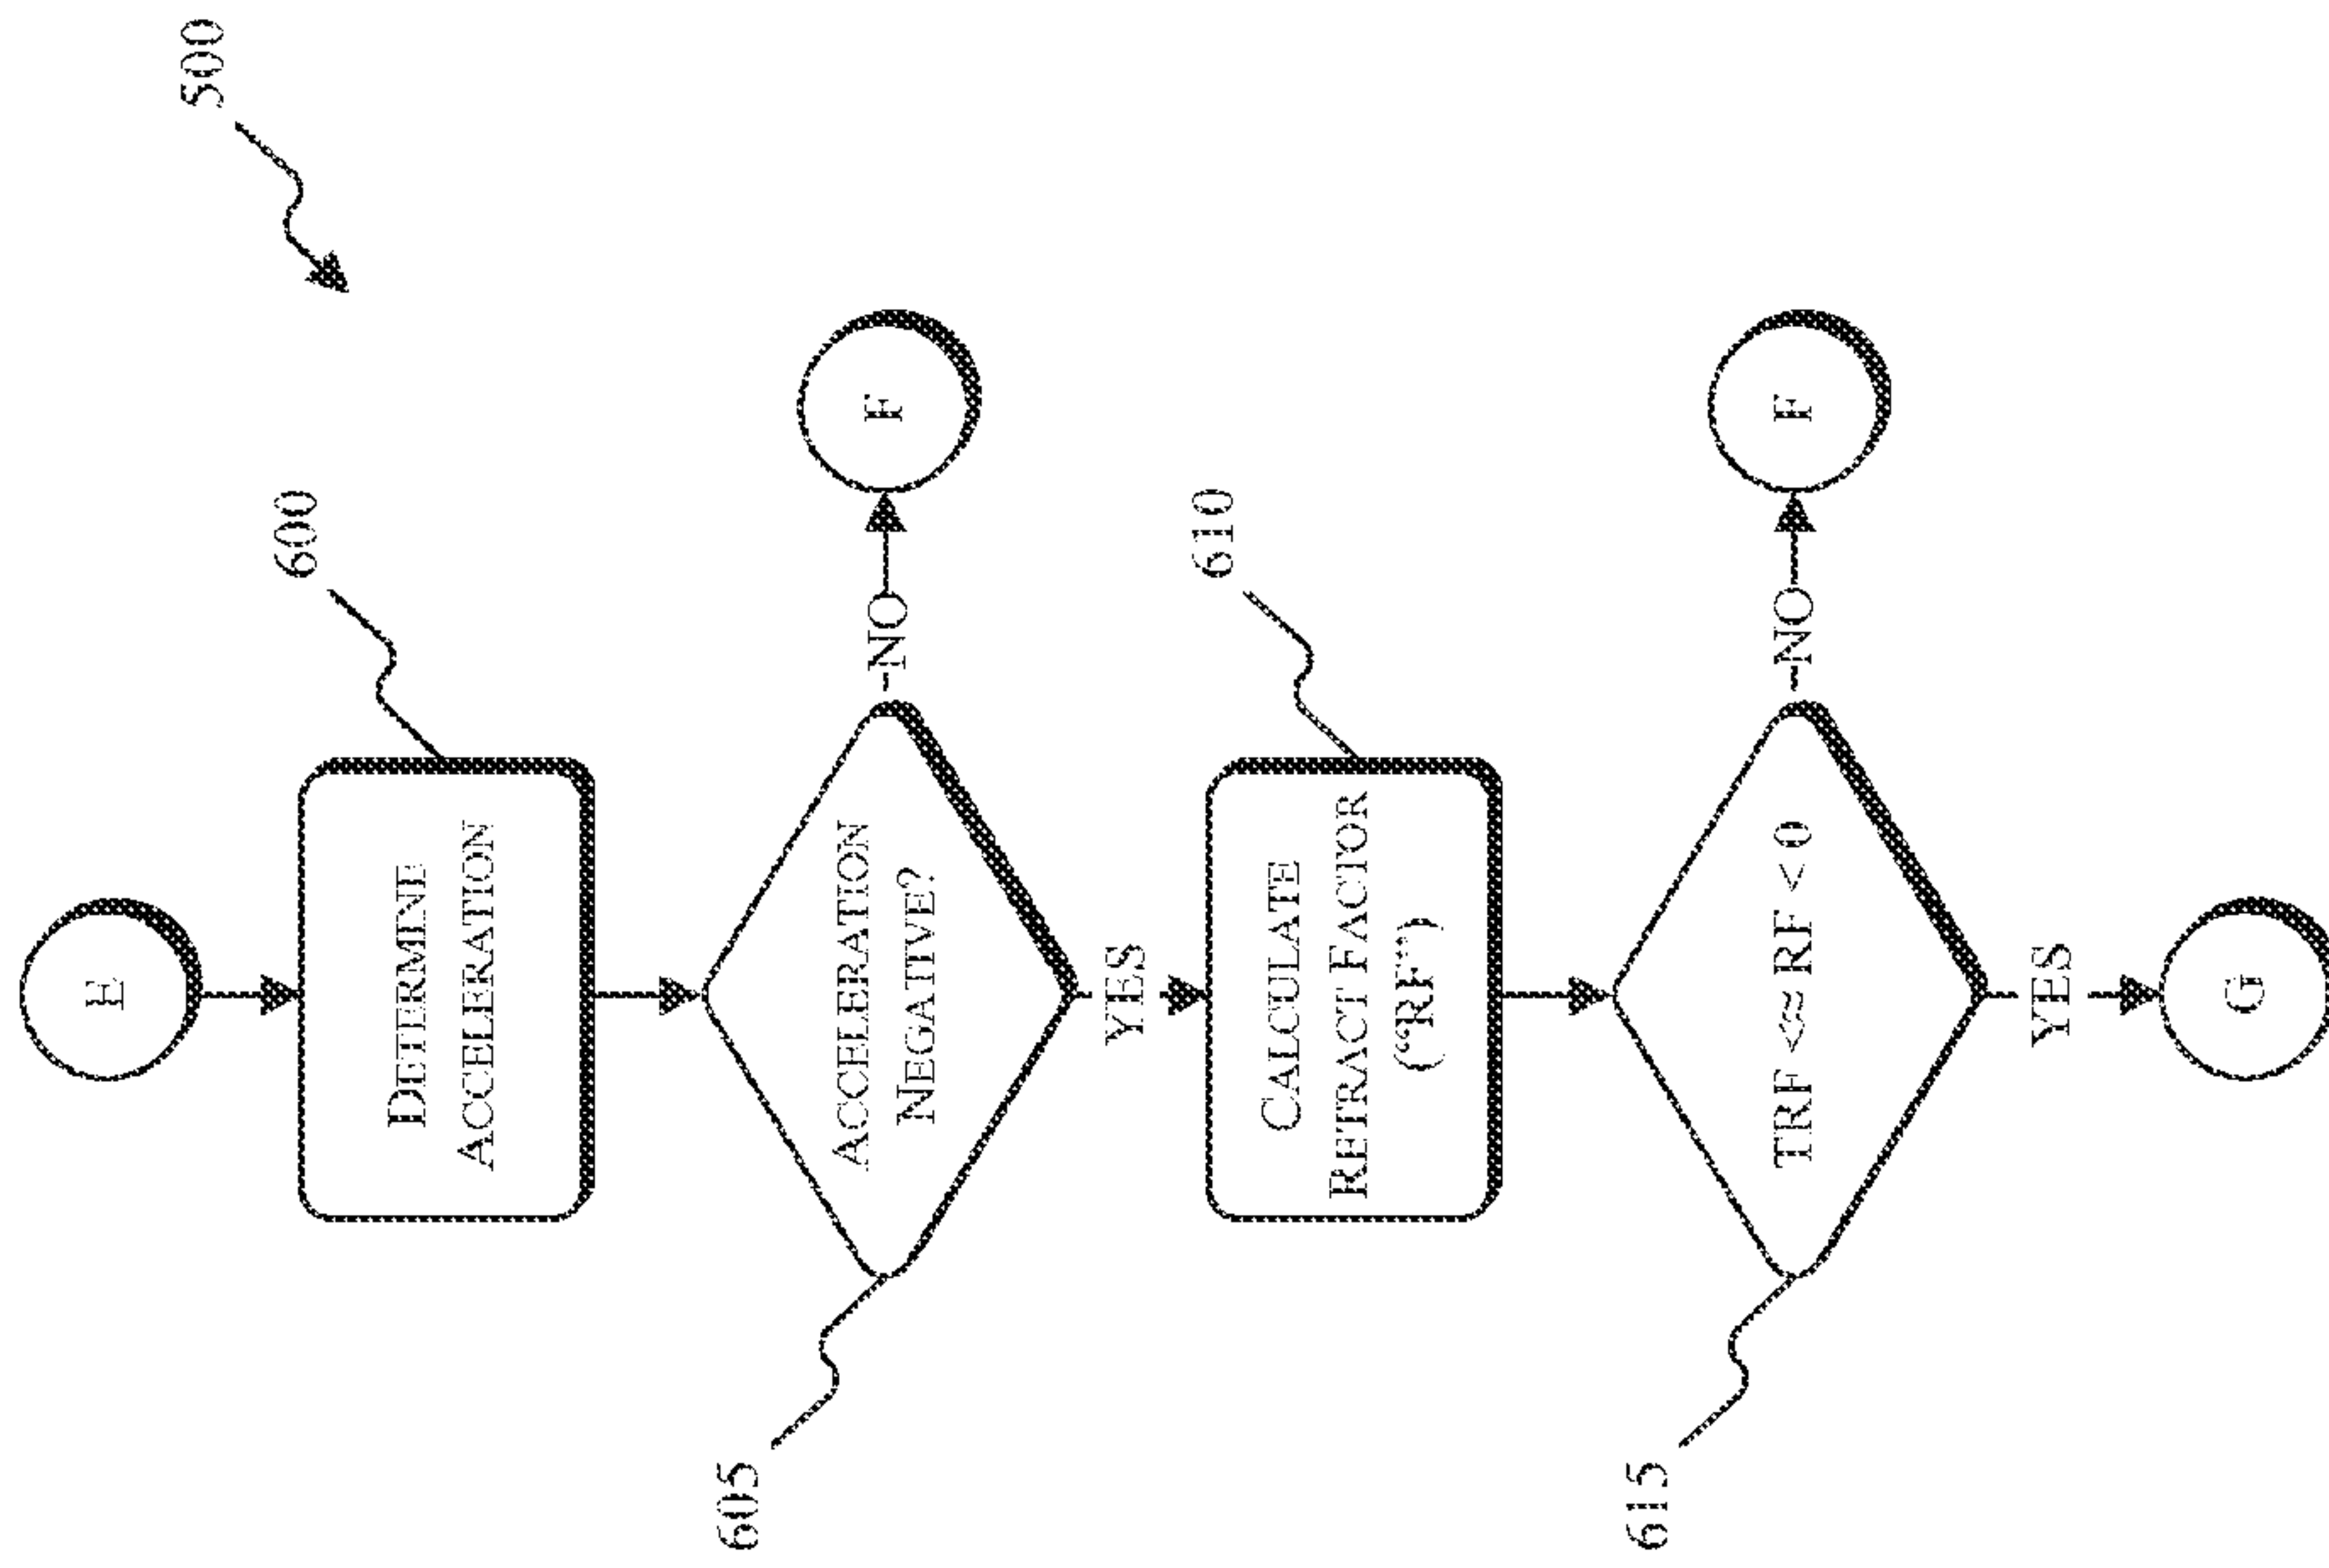 500
E
600
DETERMINE
ACCELERATION
605
ACCELERATION
NEGATIVE?
NO
F
YES
610
CALCULATE
RETRACT FACTOR
("RF")
615
TRF <≈ RF < 0
NO
F
YES
G